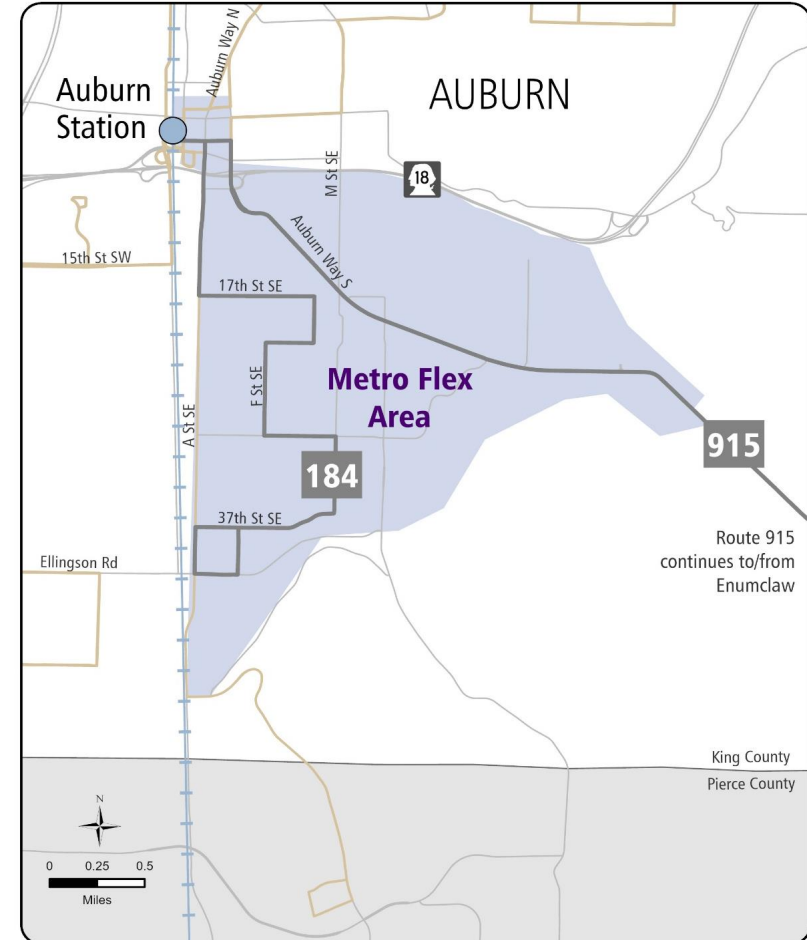 Auburn Way N
Auburn
Station
AUBURN
M St SE
18
Auburn Way S
15th St SW
17th St SE
F St SE
Metro Flex
Area
A St SE
915
184
37th St SE
Route 915
continues to/from
Enumclaw
Ellingson Rd
King County
Pierce County
N
0 0.25 0.5
Miles